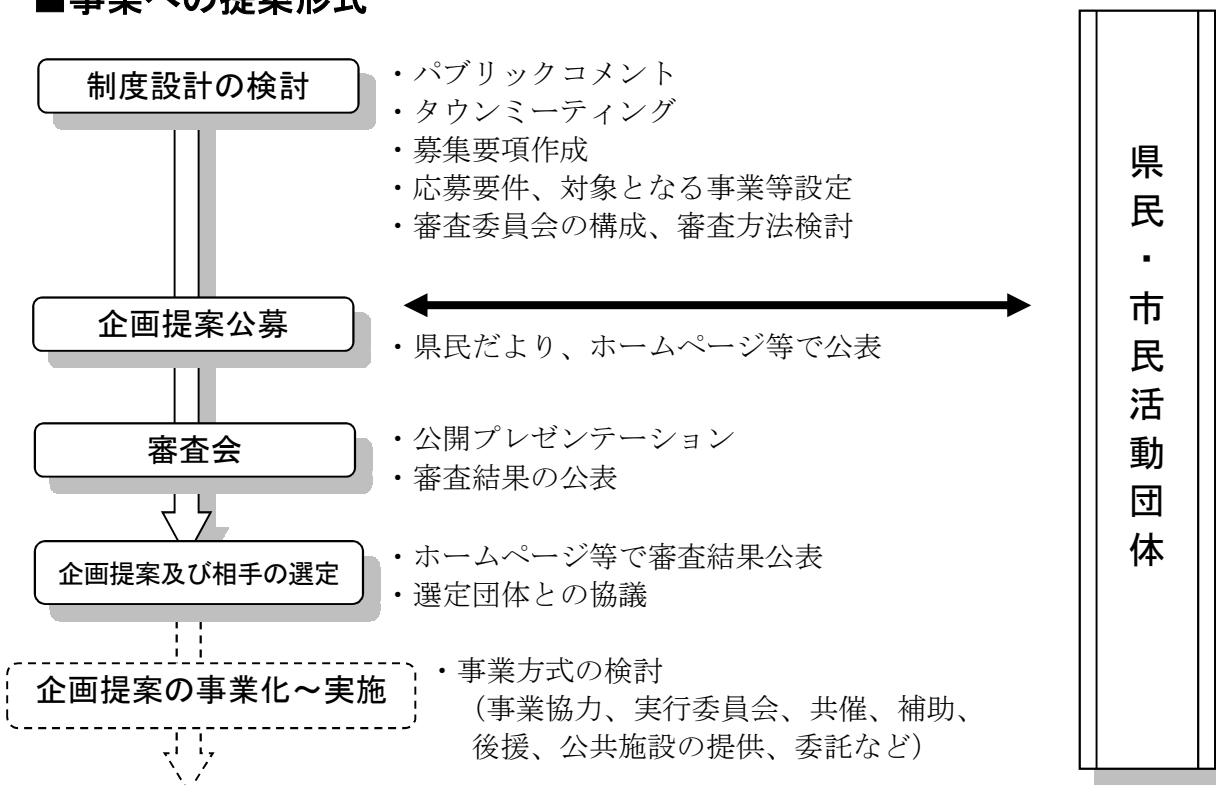 ■事業への提案形式
制度設計の検討
・パブリックコメント
・タウンミーティング
・募集要項作成
・応募要件、対象となる事業等設定
・審査委員会の構成、審査方法検討
企画提案公募
・県民だより、ホームページ等で公表
審査会
・公開プレゼンテーション
・審査結果の公表
企画提案及び相手の選定
・ホームページ等で審査結果公表
・選定団体との協議
企画提案の事業化～実施
・事業方式の検討
（事業協力、実行委員会、共催、補助、
後援、公共施設の提供、委託など）
県民・市民活動団体